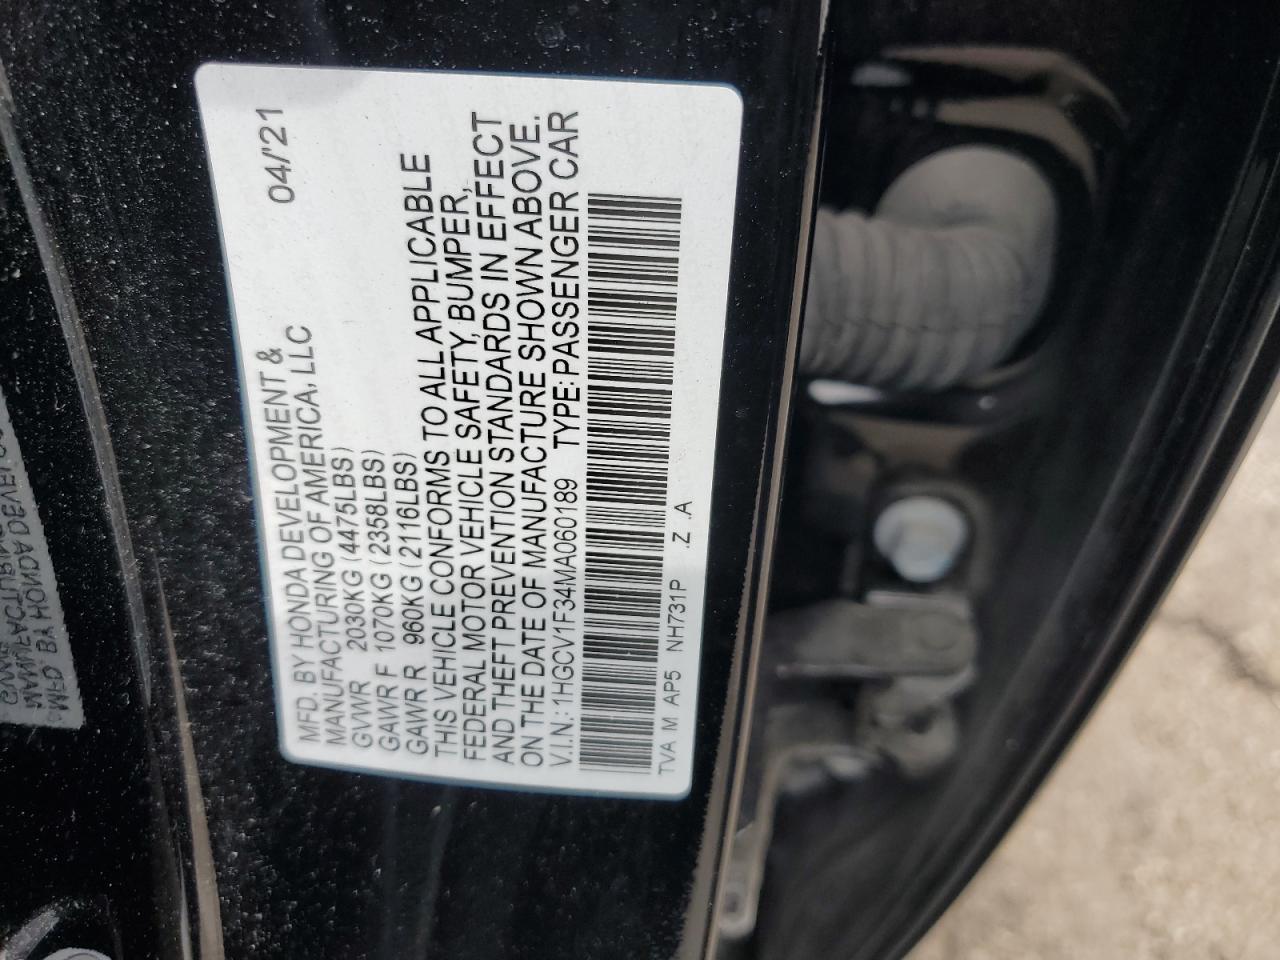 MFD. BY HONDA DEVELOPMENT &
MANUFACTURING OF AMERICA, LLC 04/'21
GVWR 2030KG (4475LBS)
GAWR F 1070KG (2358LBS)
GAWR R 960KG (2116LBS)
THIS VEHICLE CONFORMS TO ALL APPLICABLE
FEDERAL MOTOR VEHICLE SAFETY, BUMPER,
AND THEFT PREVENTION STANDARDS IN EFFECT
ON THE DATE OF MANUFACTURE SHOWN ABOVE.
V.I.N.: 1HGCV1F34MA060189 TYPE: PASSENGER CAR
TVA M AP5 NH731P .Z .A